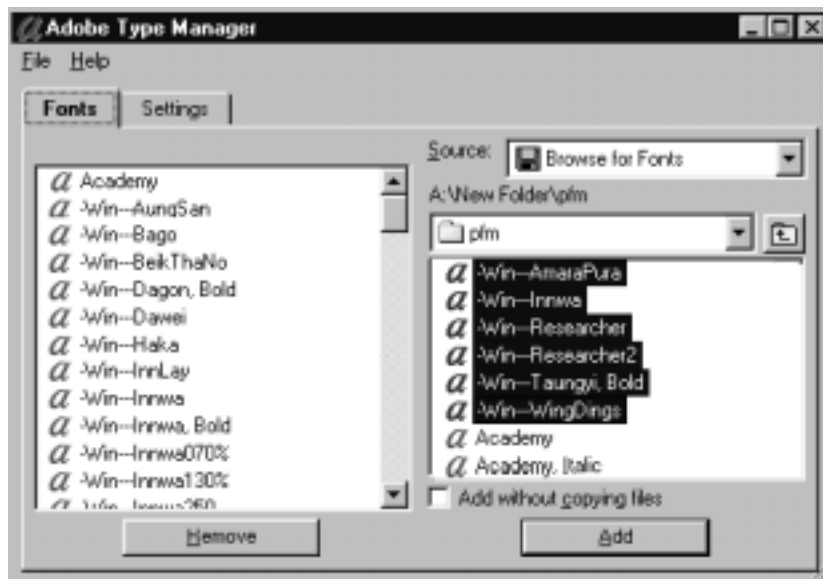 Adobe Type Manager
File Help
Fonts Settings
Academy
-Win---AungSan
-Win---Bago
-Win---BeikThaNo
-Win---Dagon, Bold
-Win---Dawei
-Win---Haka
-Win---InnLay
-Win---Innwa
-Win---Innwa, Bold
-Win---Innwa070%
-Win---Innwa130%
-Win---Innwa250
Remove
Source: Browse for Fonts
A:\New Folder\pfm
pfm
-Win---AmaraPura
-Win---Innwa
-Win---Researcher
-Win---Researcher2
-Win---Taungyi, Bold
-Win---WingDings
Academy
Academy, Italic
Add without copying files
Add